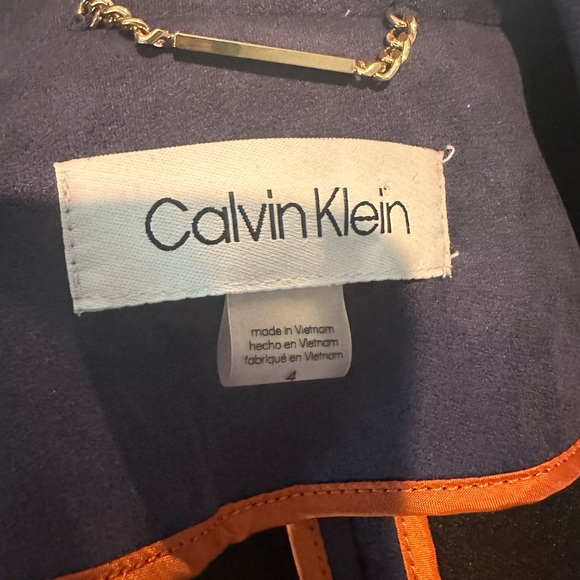 Calvin Klein
made in Vietnam
hecho en Vietnam
fabriqué en Vietnam
4